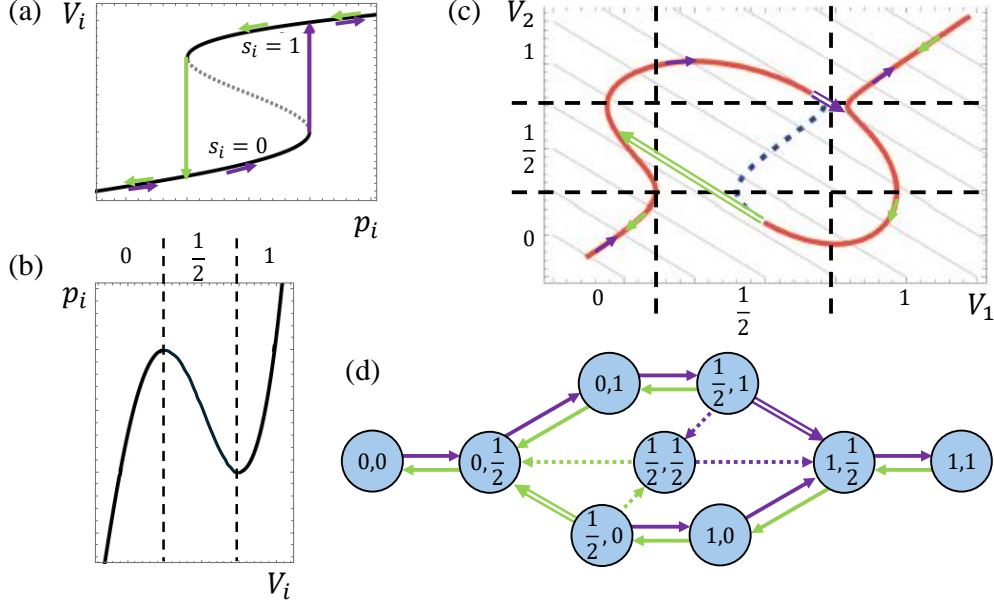 (a)
V_i
s_i = 1
s_i = 0
p_i
(b)
0 1/2 1
p_i
V_i
(c)
V_2
1
1/2
0
0 1/2 1
V_1
(d)
0,1
1/2,1
0,0
0,1/2
1/2,1/2
1,1/2
1,1
1/2,0
1,0